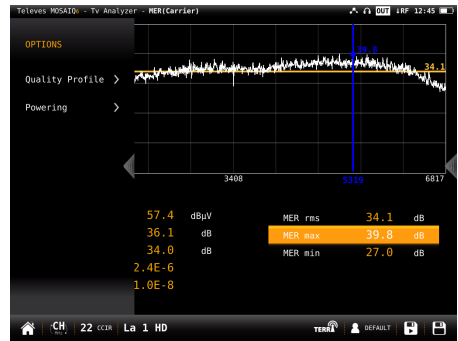 Televes MOSAIQ6 - Tv Analyzer - MER(Carrier) OUT ↓RF 12:45
OPTIONS
Quality Profile >
Powering >
39.8
34.1
3408 5319 6817
57.4 dBµV
36.1 dB
34.0 dB
2.4E-6
1.0E-8
MER rms 34.1 dB
MER max 39.8 dB
MER min 27.0 dB
CH 22 CCIR La 1 HD TERRA DEFAULT